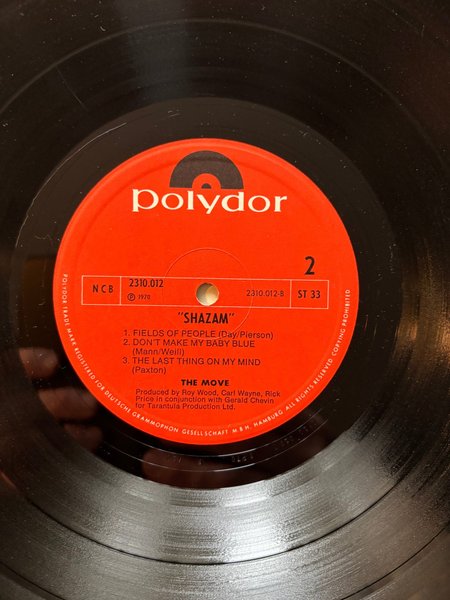 polydor
2
NCB
2310.012
℗ 1970
2310.012-B
ST 33
"SHAZAM"
1. FIELDS OF PEOPLE (Day/Pierson)
2. DON'T MAKE MY BABY BLUE
(Mann/Weill)
3. THE LAST THING ON MY MIND
(Paxton)
THE MOVE
Produced by Roy Wood, Carl Wayne, Rick
Price in conjunction with Gerald Chevin
for Tarantula Production Ltd.
POLYDOR TRADE MARK REGISTERED FOR DEUTSCHE GRAMMOPHON GESELLSCHAFT M B H, HAMBURG ALL RIGHTS RESERVED COPYING PROHIBITED